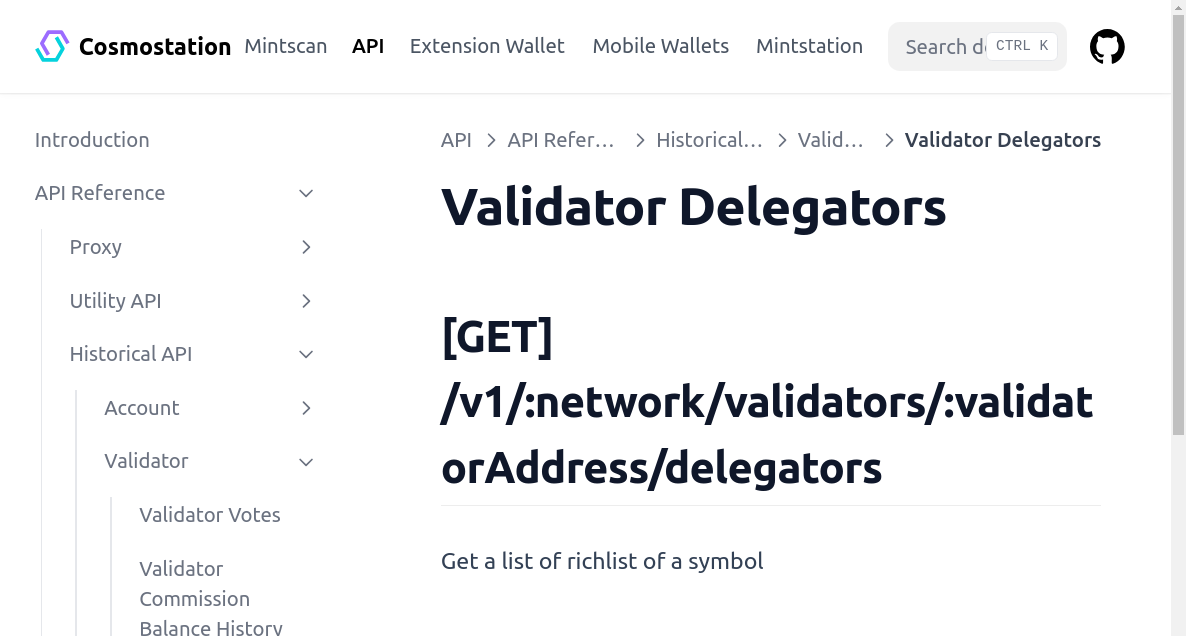 Cosmostation Mintscan API Extension Wallet Mobile Wallets Mintstation Search d CTRL K
Introduction
API Reference
Proxy
Utility API
Historical API
Account
Validator
Validator Votes
Validator
Commission
Balance History
API API Refer… Historical… Valid… Validator Delegators
Validator Delegators
[GET]
/v1/:network/validators/:validat
orAddress/delegators
Get a list of richlist of a symbol